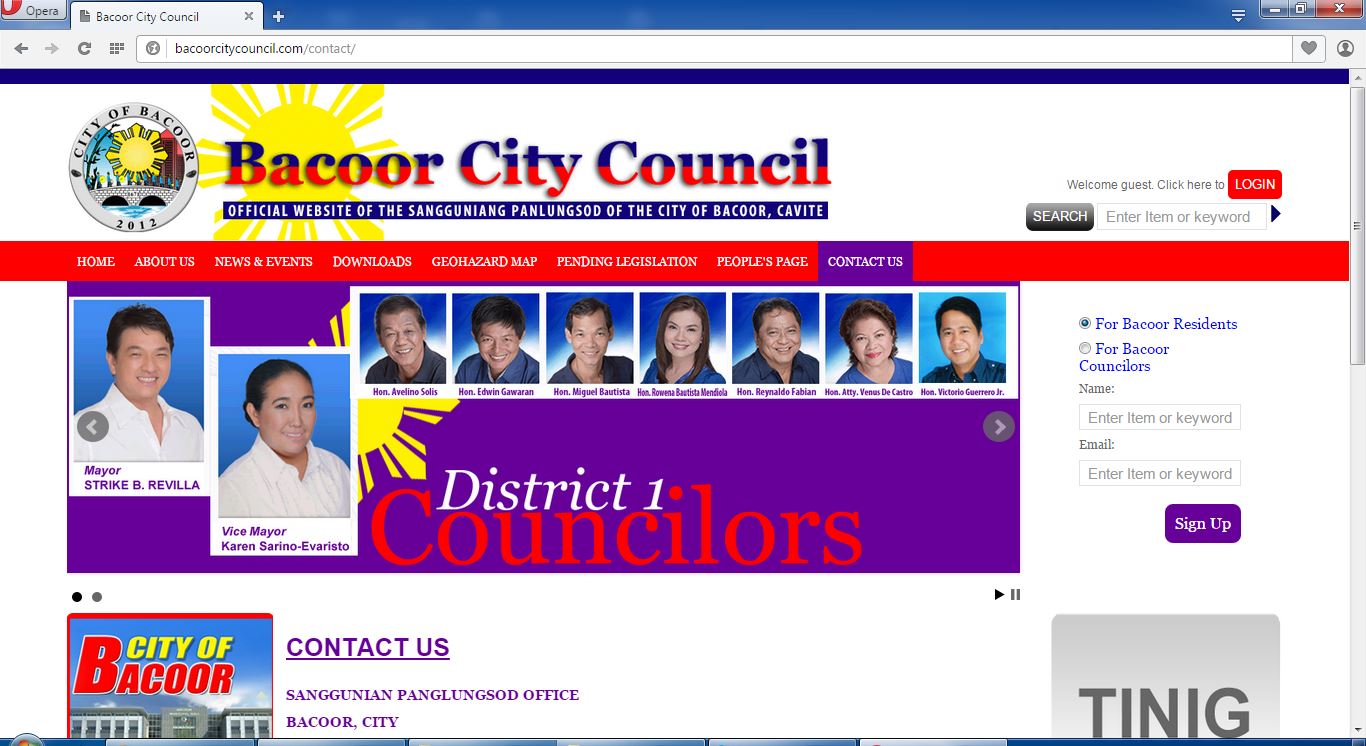 Opera
Bacoor City Council
bacoorcitycouncil.com/contact/
CITY OF BACOOR
2012
Bacoor City Council
OFFICIAL WEBSITE OF THE SANGGUNIANG PANLUNGSOD OF THE CITY OF BACOOR, CAVITE
Welcome guest. Click here to LOGIN
SEARCH Enter Item or keyword
HOME ABOUT US NEWS & EVENTS DOWNLOADS GEOHAZARD MAP PENDING LEGISLATION PEOPLE'S PAGE CONTACT US
Hon. Avelino Solis Hon. Edwin Gawaran Hon. Miguel Bautista Hon. Rowena Bautista Mendiola Hon. Reynaldo Fabian Hon. Atty. Venus De Castro Hon. Victorio Guerrero Jr.
Mayor
STRIKE B. REVILLA
Vice Mayor
Karen Sarino-Evaristo
District 1
Councilors
For Bacoor Residents
For Bacoor
Councilors
Name:
Enter Item or keyword
Email:
Enter Item or keyword
Sign Up
CITY OF
BACOOR
CONTACT US
SANGGUNIAN PANGLUNGSOD OFFICE
BACOOR, CITY
TINIG